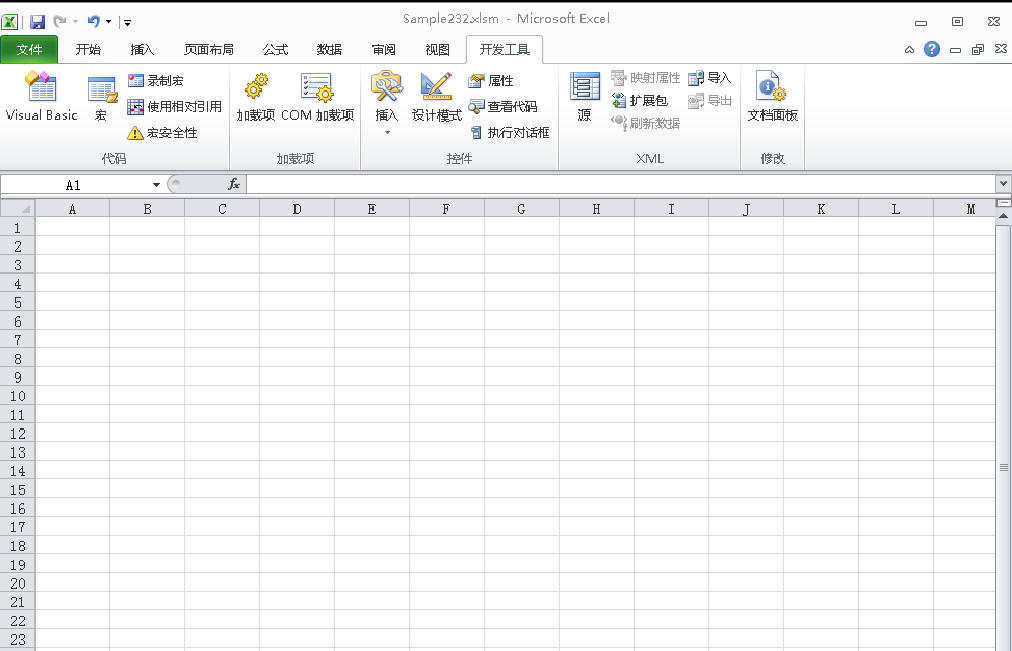 Sample232.xlsm - Microsoft Excel
文件 开始 插入 页面布局 公式 数据 审阅 视图 开发工具
Visual Basic 宏 录制宏 使用相对引用 宏安全性
加载项 COM 加载项
插入 设计模式 属性 查看代码 执行对话框
源 映射属性 扩展包 刷新数据 导入 导出
文档面板
代码 加载项 控件 XML 修改
A1 fx
A B C D E F G H I J K L M
1
2
3
4
5
6
7
8
9
10
11
12
13
14
15
16
17
18
19
20
21
22
23